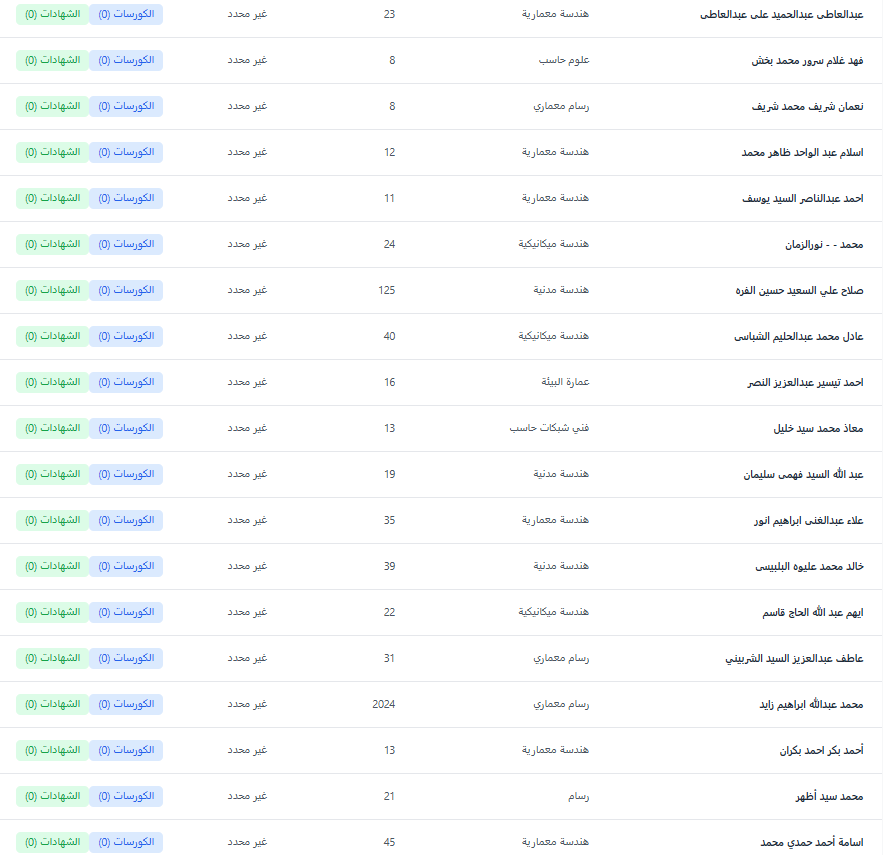 عبدالعاطى عبدالحميد على عبدالعاطى هندسة معمارية 23 غير محدد الكورسات (0) الشهادات (0)
فهد غلام سرور محمد بخش علوم حاسب 8 غير محدد الكورسات (0) الشهادات (0)
نعمان شريف محمد شريف رسام معماري 8 غير محدد الكورسات (0) الشهادات (0)
اسلام عبد الواحد ظاهر محمد هندسة معمارية 12 غير محدد الكورسات (0) الشهادات (0)
احمد عبدالناصر السيد يوسف هندسة معمارية 11 غير محدد الكورسات (0) الشهادات (0)
محمد - - نورالزمان هندسة ميكانيكية 24 غير محدد الكورسات (0) الشهادات (0)
صلاح علي السعيد حسين الفره هندسة مدنية 125 غير محدد الكورسات (0) الشهادات (0)
عادل محمد عبدالحليم الشباسى هندسة ميكانيكية 40 غير محدد الكورسات (0) الشهادات (0)
احمد تيسير عبدالعزيز النصر عمارة البيئة 16 غير محدد الكورسات (0) الشهادات (0)
معاذ محمد سيد خليل فني شبكات حاسب 13 غير محدد الكورسات (0) الشهادات (0)
عبد الله السيد فهمى سليمان هندسة مدنية 19 غير محدد الكورسات (0) الشهادات (0)
علاء عبدالغنى ابراهيم انور هندسة معمارية 35 غير محدد الكورسات (0) الشهادات (0)
خالد محمد عليوه البلبيسى هندسة مدنية 39 غير محدد الكورسات (0) الشهادات (0)
ايهم عبد الله الحاج قاسم هندسة ميكانيكية 22 غير محدد الكورسات (0) الشهادات (0)
عاطف عبدالعزيز السيد الشربيني رسام معماري 31 غير محدد الكورسات (0) الشهادات (0)
محمد عبدالله ابراهيم زايد رسام معماري 2024 غير محدد الكورسات (0) الشهادات (0)
أحمد بكر احمد بكران هندسة معمارية 13 غير محدد الكورسات (0) الشهادات (0)
محمد سيد أظهر رسام 21 غير محدد الكورسات (0) الشهادات (0)
اسامة أحمد حمدي محمد هندسة معمارية 45 غير محدد الكورسات (0) الشهادات (0)